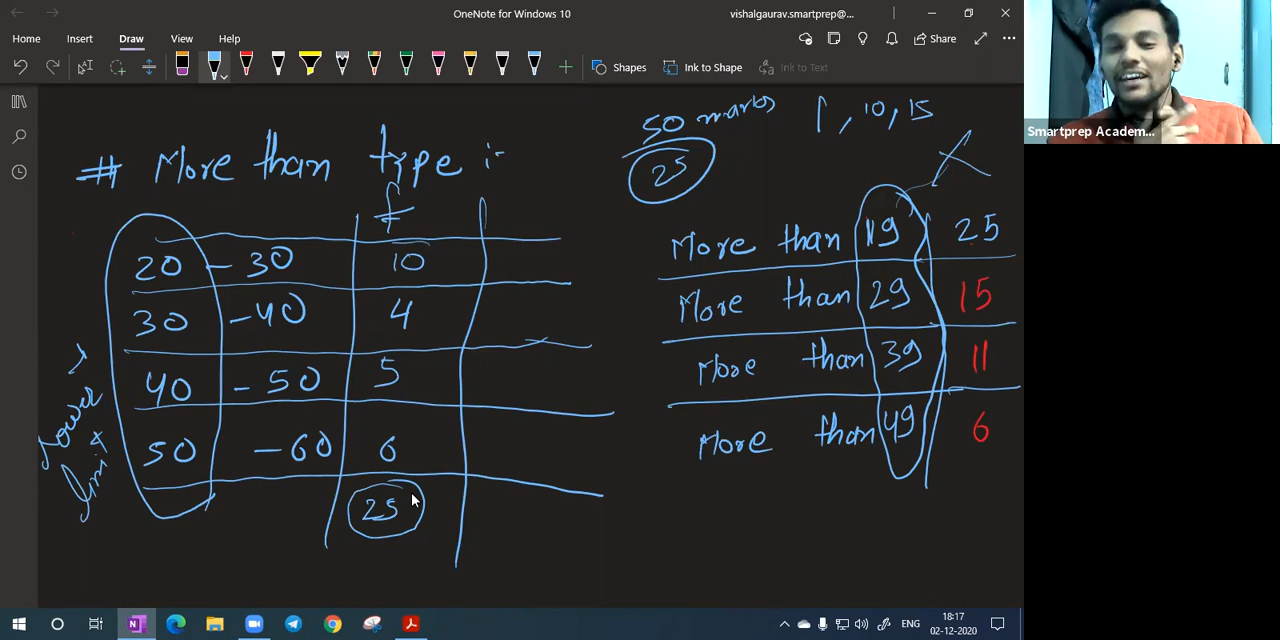 OneNote for Windows 10
vishalgaurav.smartprep@...
Home Insert Draw View Help
Share
Shapes
Ink to Shape
Ink to Text
Smartprep Academ...
50 marks
1, 10, 15
25
# More than type :-
f
20 - 30 10
30 - 40 4
40 - 50 5
50 - 60 6
25
Lower
limit
More than 19 25
More than 29 15
More than 39 11
More than 49 6
ENG
18:17
02-12-2020